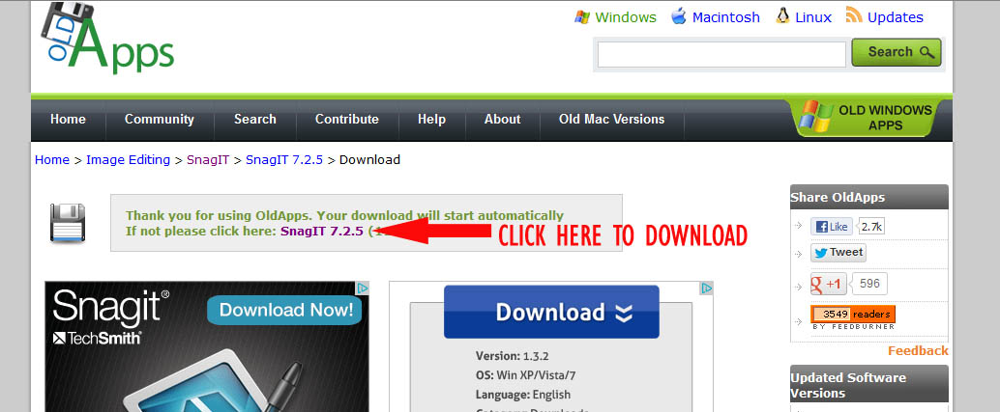 OLD Apps
Windows Macintosh Linux Updates
Search
Home Community Search Contribute Help About Old Mac Versions
OLD WINDOWS
APPS
Home > Image Editing > SnagIT > SnagIT 7.2.5 > Download
Thank you for using OldApps. Your download will start automatically
If not please click here: SnagIT 7.2.5
CLICK HERE TO DOWNLOAD
Share OldApps
Like 2.7k
Tweet
g +1 596
3549 readers
BY FEEDBURNER
Feedback
Updated Software
Versions
Snagit®
TechSmith®
Download Now!
Download
Version: 1.3.2
OS: Win XP/Vista/7
Language: English